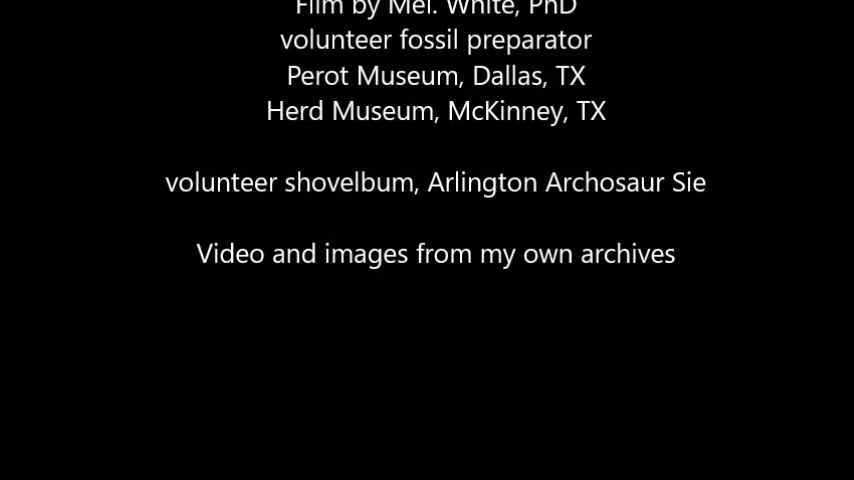 Film by Mel. White, PhD
volunteer fossil preparator
Perot Museum, Dallas, TX
Herd Museum, McKinney, TX
volunteer shovelbum, Arlington Archosaur Sie
Video and images from my own archives